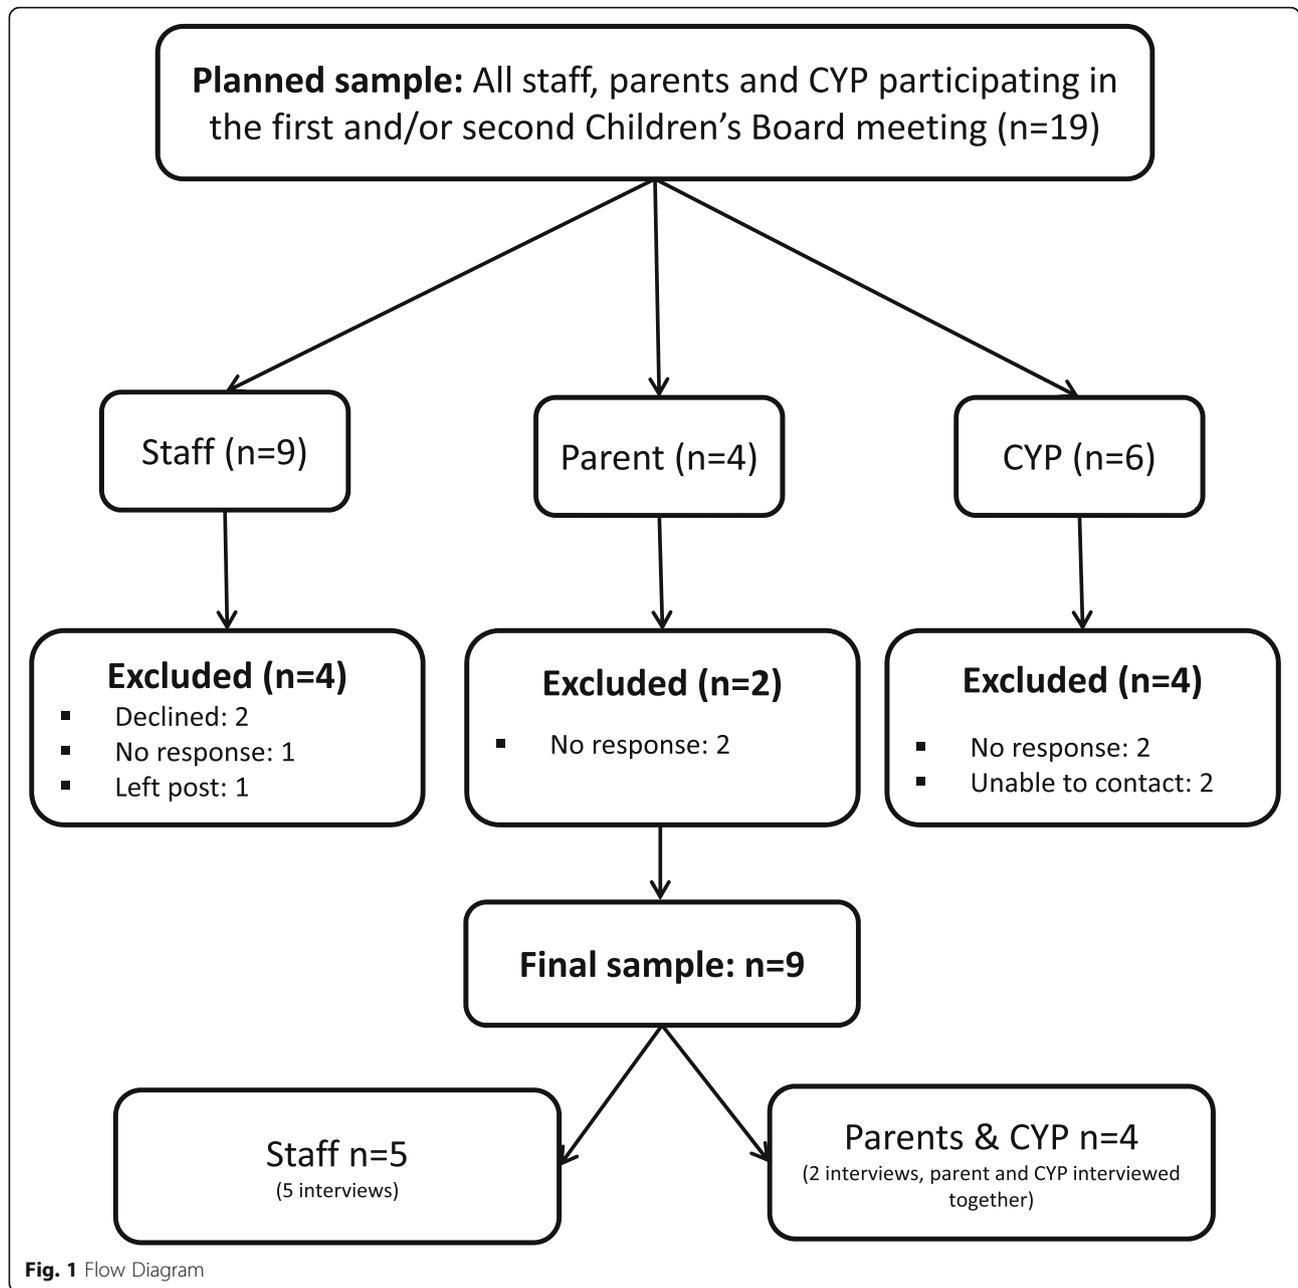 Planned sample: All staff, parents and CYP participating in
the first and/or second Children's Board meeting (n=19)
Staff (n=9)
Parent (n=4)
CYP (n=6)
Excluded (n=4)
▪ Declined: 2
▪ No response: 1
▪ Left post: 1
Excluded (n=2)
▪ No response: 2
Excluded (n=4)
▪ No response: 2
▪ Unable to contact: 2
Final sample: n=9
Staff n=5
(5 interviews)
Parents & CYP n=4
(2 interviews, parent and CYP interviewed
together)
Fig. 1 Flow Diagram